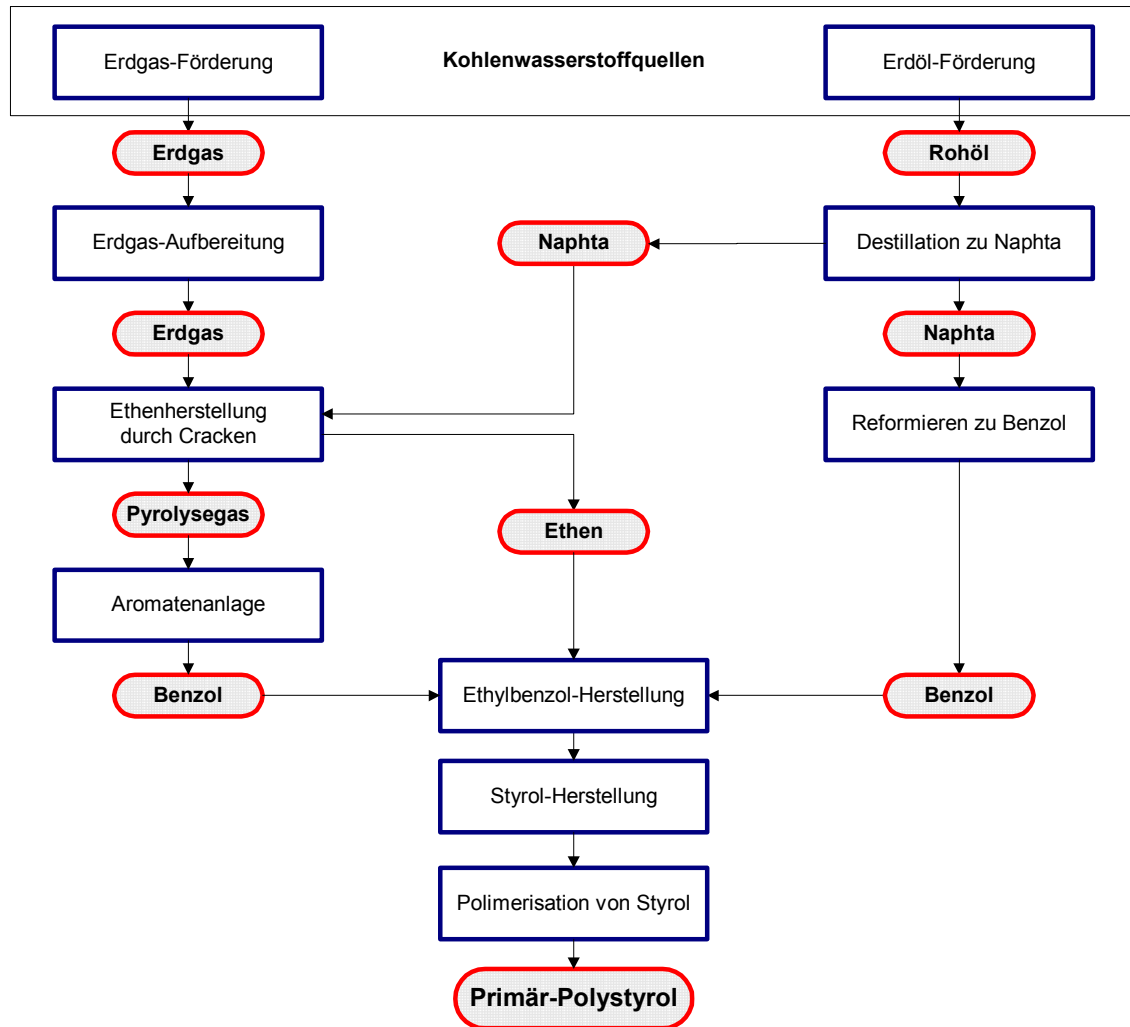 Erdgas-Förderung
Kohlenwasserstoffquellen
Erdöl-Förderung
Erdgas
Rohöl
Erdgas-Aufbereitung
Naphta
Destillation zu Naphta
Erdgas
Naphta
Ethenherstellung
durch Cracken
Reformieren zu Benzol
Pyrolysegas
Ethen
Aromatenanlage
Benzol
Ethylbenzol-Herstellung
Benzol
Styrol-Herstellung
Polimerisation von Styrol
Primär-Polystyrol